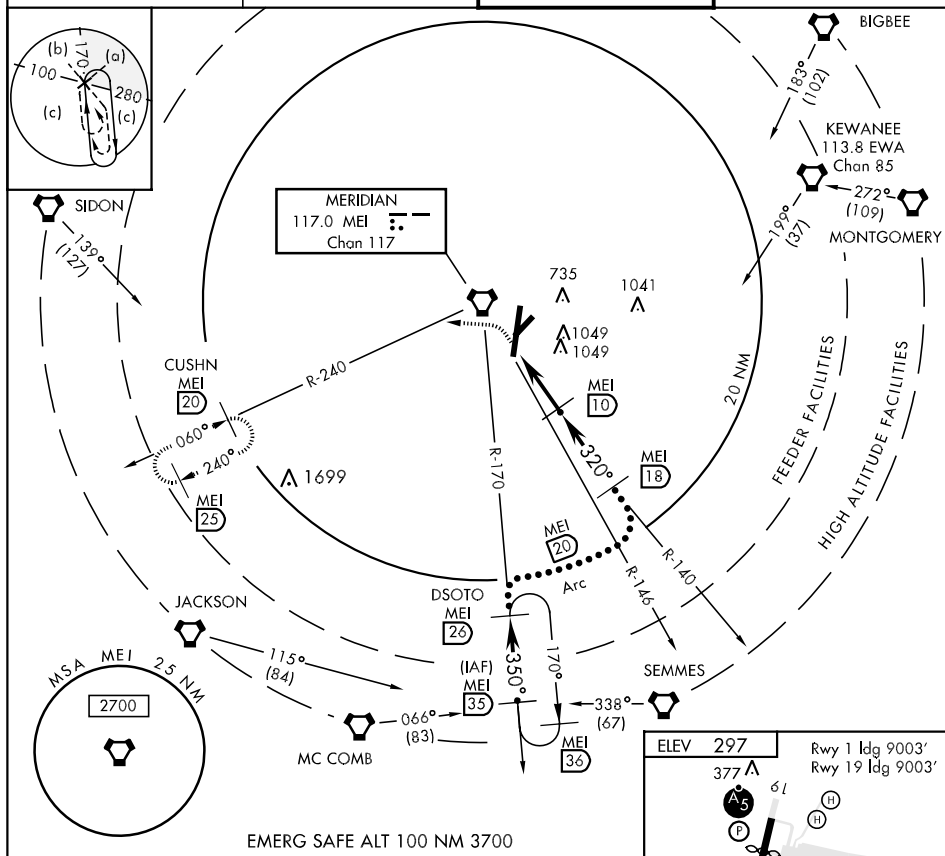 (b)
170
(a)
100
280
(c)
(c)
BIGBEE
183°
(102)
KEWANEE
113.8 EWA
Chan 85
272°
(109)
MONTGOMERY
199°
(37)
SIDON
139°
(127)
MERIDIAN
117.0 MEI
Chan 117
735
1041
1049
1049
20 NM
CUSHN
MEI
20
R-240
060°
240°
MEI
25
1699
MEI
10
320°
MEI
18
R-170
MEI
20
Arc
R-146
R-140
FEEDER FACILITIES
HIGH ALTITUDE FACILITIES
DSOTO
MEI
26
JACKSON
115°
(84)
(IAF)
MEI
35
350°
170°
SEMMES
338°
(67)
MSA MEI 25 NM
2700
MC COMB
066°
(83)
MEI
36
ELEV 297
Rwy 1 ldg 9003'
Rwy 19 ldg 9003'
377
19
A5
H
H
P
EMERG SAFE ALT 100 NM 3700